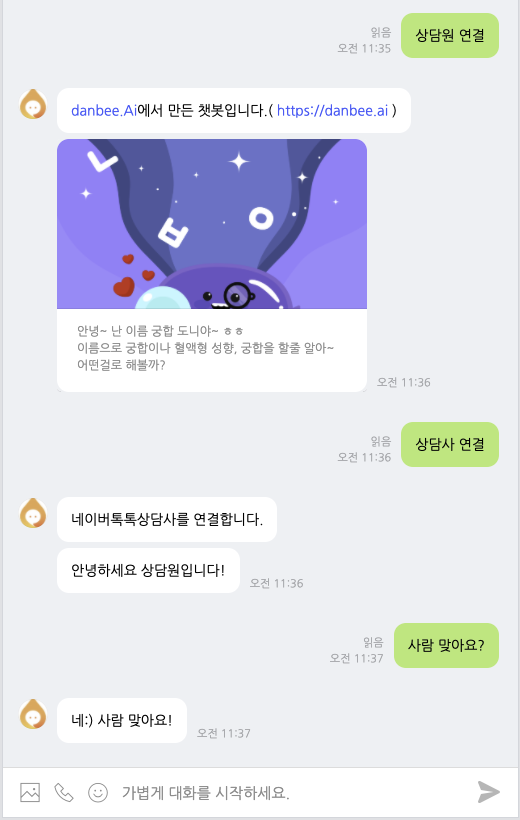 읽음
오전 11:35
상담원 연결
danbee.Ai에서 만든 챗봇입니다.( https://danbee.ai )
안녕~ 난 이름 궁합 도니야~ ㅎㅎ
이름으로 궁합이나 혈액형 성향, 궁합을 할줄 알아~
어떤걸로 해볼까?
오전 11:36
읽음
오전 11:36
상담사 연결
네이버톡톡상담사를 연결합니다.
안녕하세요 상담원입니다!
오전 11:36
읽음
오전 11:37
사람 맞아요?
네:) 사람 맞아요!
오전 11:37
가볍게 대화를 시작하세요.